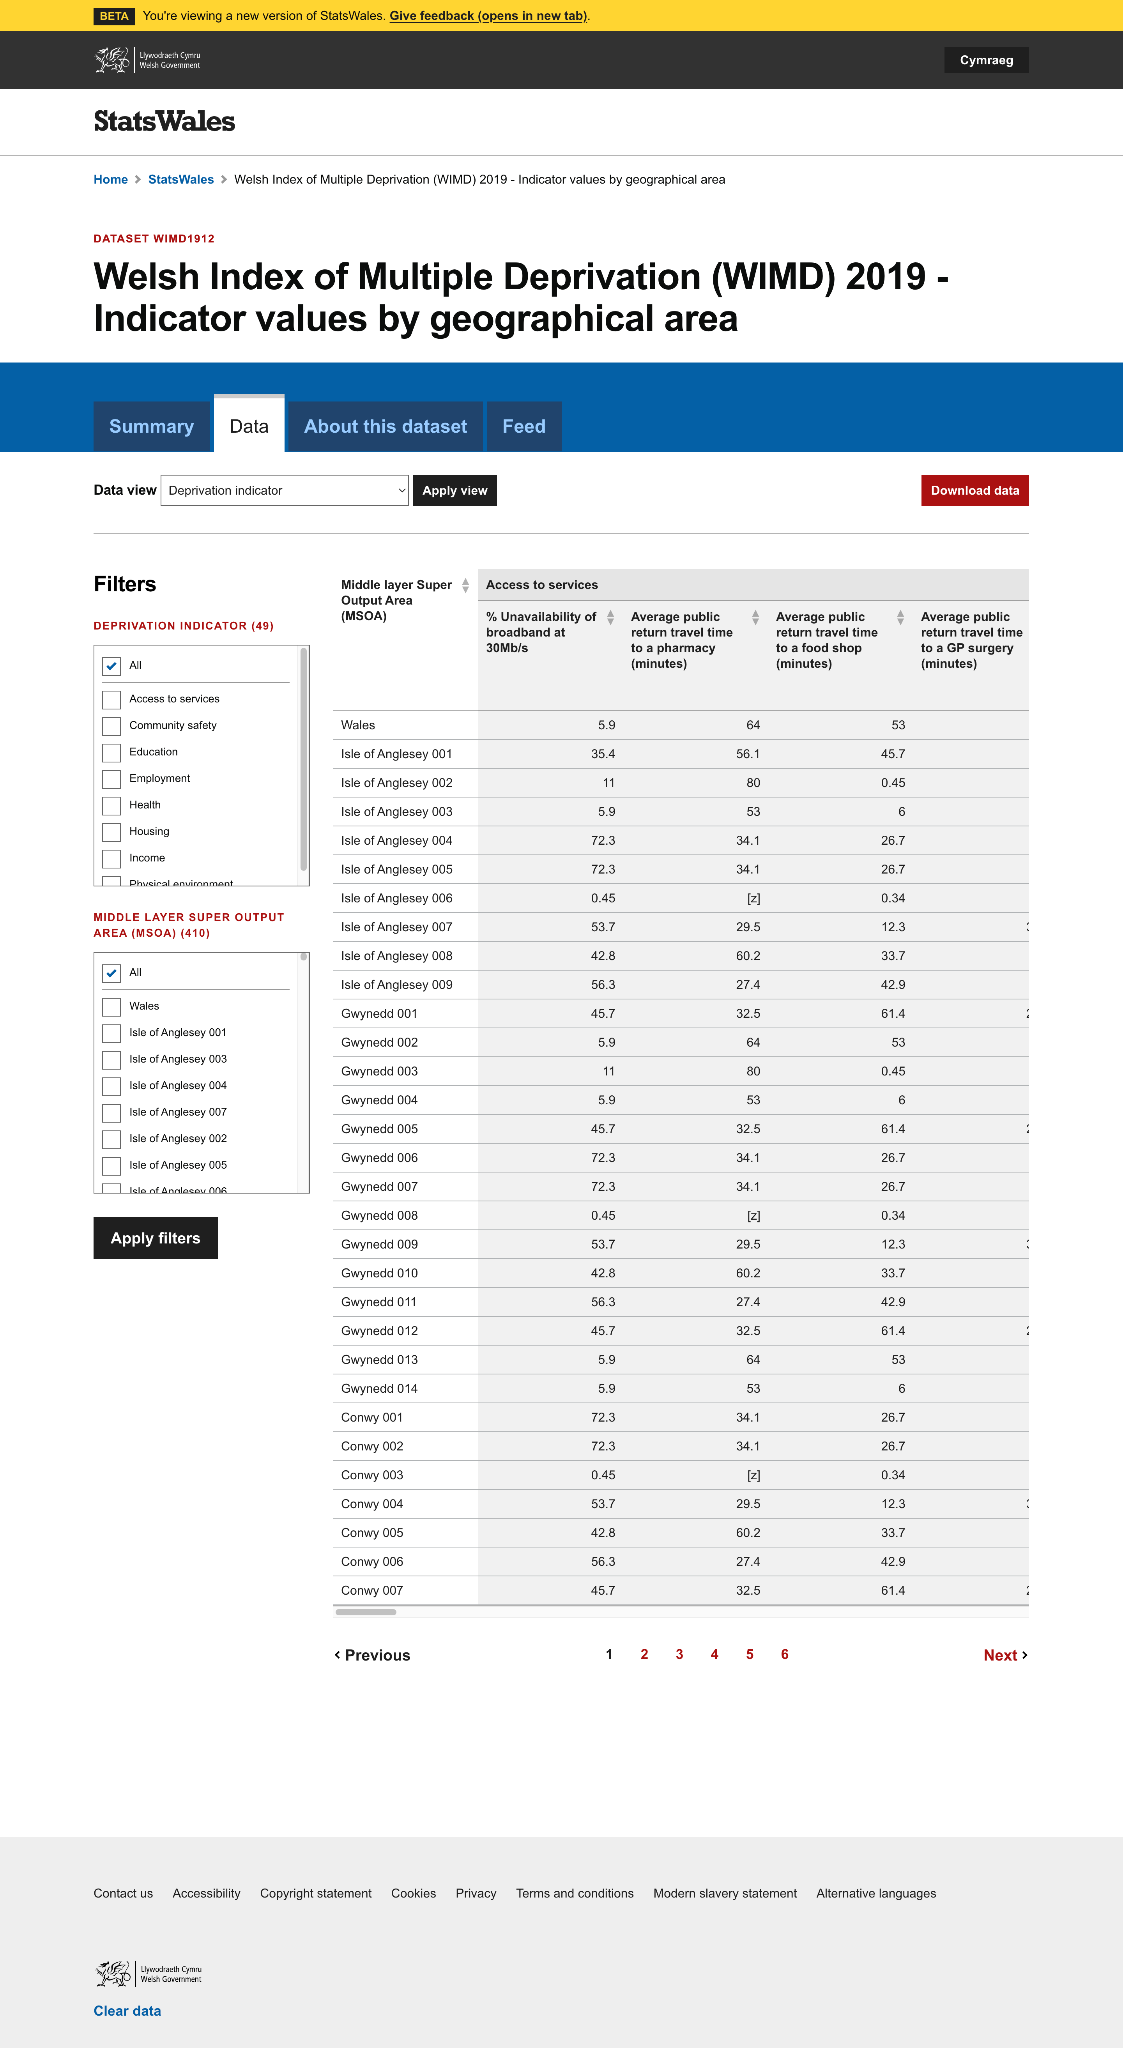 BETA You're viewing a new version of StatsWales. Give feedback (opens in new tab).
Llywodraeth Cymru
Welsh Government
Cymraeg
StatsWales
Home > StatsWales > Welsh Index of Multiple Deprivation (WIMD) 2019 - Indicator values by geographical area
DATASET WIMD1912
Welsh Index of Multiple Deprivation (WIMD) 2019 -
Indicator values by geographical area
Summary Data About this dataset Feed
Data view Deprivation indicator Apply view Download data
Filters
DEPRIVATION INDICATOR (49)
All
Access to services
Community safety
Education
Employment
Health
Housing
Income
Physical environment
MIDDLE LAYER SUPER OUTPUT
AREA (MSOA) (410)
All
Wales
Isle of Anglesey 001
Isle of Anglesey 003
Isle of Anglesey 004
Isle of Anglesey 007
Isle of Anglesey 002
Isle of Anglesey 005
Isle of Anglesey 006
Apply filters
Middle layer Super
Output Area
(MSOA)
Access to services
% Unavailability of
broadband at
30Mb/s
Average public
return travel time
to a pharmacy
(minutes)
Average public
return travel time
to a food shop
(minutes)
Average public
return travel time
to a GP surgery
(minutes)
Wales 5.9 64 53
Isle of Anglesey 001 35.4 56.1 45.7
Isle of Anglesey 002 11 80 0.45
Isle of Anglesey 003 5.9 53 6
Isle of Anglesey 004 72.3 34.1 26.7
Isle of Anglesey 005 72.3 34.1 26.7
Isle of Anglesey 006 0.45 [z] 0.34
Isle of Anglesey 007 53.7 29.5 12.3
Isle of Anglesey 008 42.8 60.2 33.7
Isle of Anglesey 009 56.3 27.4 42.9
Gwynedd 001 45.7 32.5 61.4
Gwynedd 002 5.9 64 53
Gwynedd 003 11 80 0.45
Gwynedd 004 5.9 53 6
Gwynedd 005 45.7 32.5 61.4
Gwynedd 006 72.3 34.1 26.7
Gwynedd 007 72.3 34.1 26.7
Gwynedd 008 0.45 [z] 0.34
Gwynedd 009 53.7 29.5 12.3
Gwynedd 010 42.8 60.2 33.7
Gwynedd 011 56.3 27.4 42.9
Gwynedd 012 45.7 32.5 61.4
Gwynedd 013 5.9 64 53
Gwynedd 014 5.9 53 6
Conwy 001 72.3 34.1 26.7
Conwy 002 72.3 34.1 26.7
Conwy 003 0.45 [z] 0.34
Conwy 004 53.7 29.5 12.3
Conwy 005 42.8 60.2 33.7
Conwy 006 56.3 27.4 42.9
Conwy 007 45.7 32.5 61.4
Previous 1 2 3 4 5 6 Next
Contact us Accessibility Copyright statement Cookies Privacy Terms and conditions Modern slavery statement Alternative languages
Llywodraeth Cymru
Welsh Government
Clear data